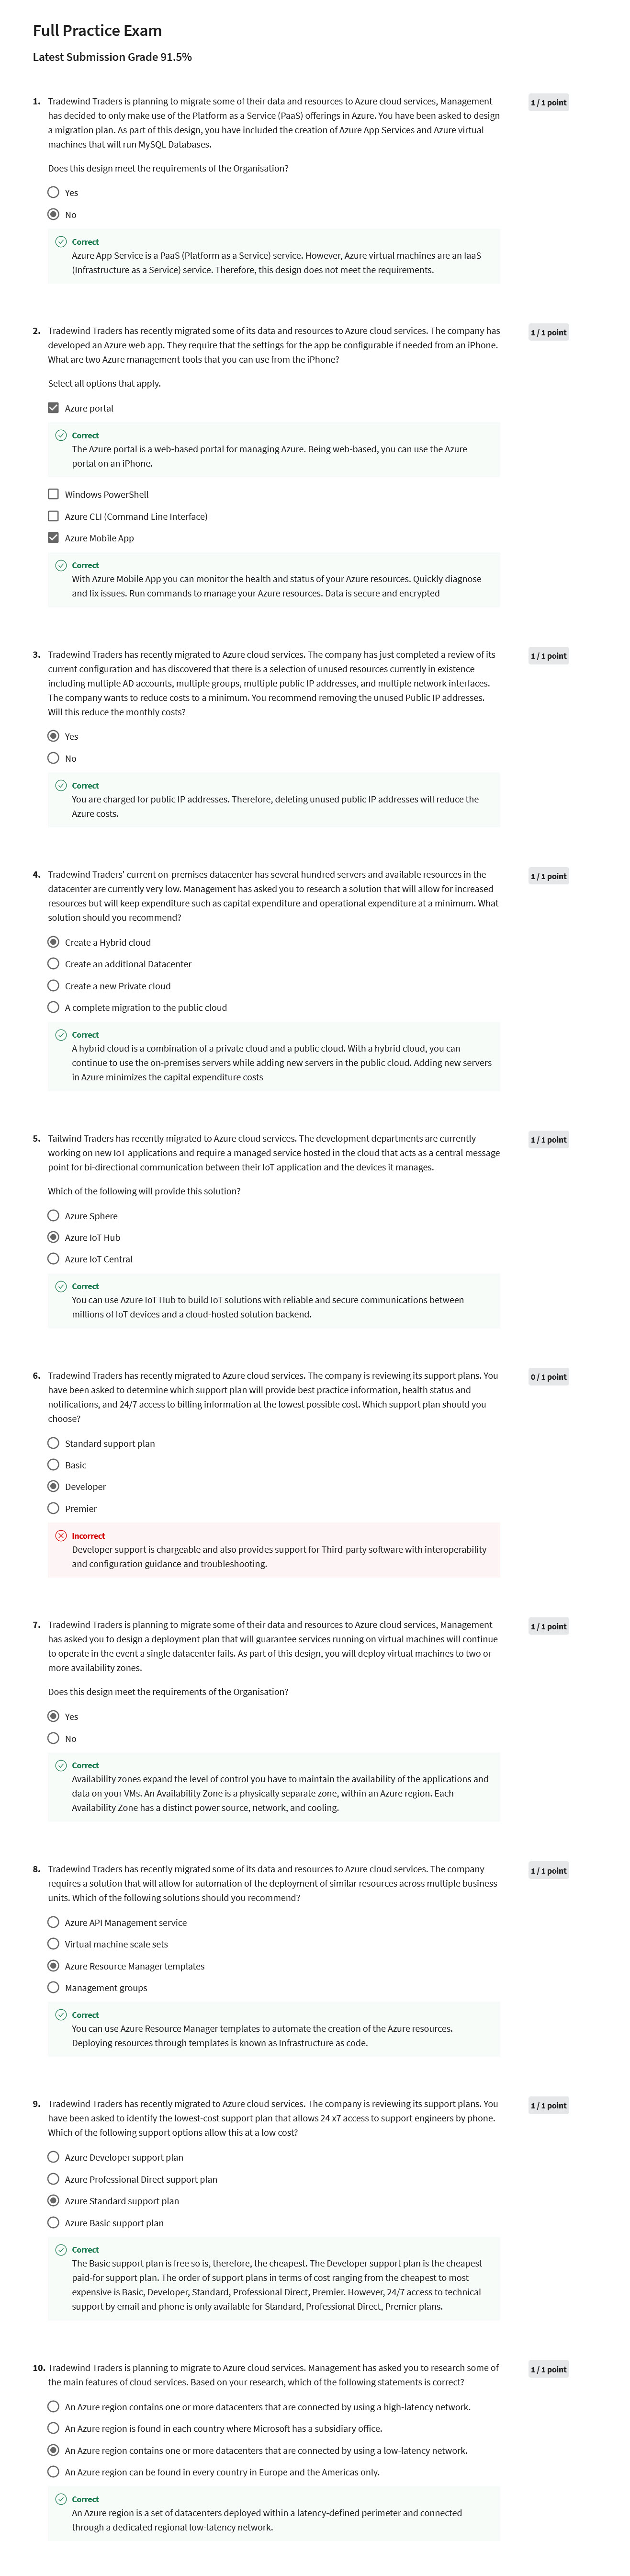 Full Practice Exam
Latest Submission Grade 91.5%
1. Tradewind Traders is planning to migrate some of their data and resources to Azure cloud services, Management
1 / 1 point
has decided to only make use of the Platform as a Service (PaaS) offerings in Azure. You have been asked to design
a migration plan. As part of this design, you have included the creation of Azure App Services and Azure virtual
machines that will run MySQL Databases.
Does this design meet the requirements of the Organisation?
Yes
No
Correct
Azure App Service is a PaaS (Platform as a Service) service. However, Azure virtual machines are an IaaS
(Infrastructure as a Service) service. Therefore, this design does not meet the requirements.
2. Tradewind Traders has recently migrated some of its data and resources to Azure cloud services. The company has
1 / 1 point
developed an Azure web app. They require that the settings for the app be configurable if needed from an iPhone.
What are two Azure management tools that you can use from the iPhone?
Select all options that apply.
Azure portal
Correct
The Azure portal is a web-based portal for managing Azure. Being web-based, you can use the Azure
portal on an iPhone.
Windows PowerShell
Azure CLI (Command Line Interface)
Azure Mobile App
Correct
With Azure Mobile App you can monitor the health and status of your Azure resources. Quickly diagnose
and fix issues. Run commands to manage your Azure resources. Data is secure and encrypted
3. Tradewind Traders has recently migrated to Azure cloud services. The company has just completed a review of its
1 / 1 point
current configuration and has discovered that there is a selection of unused resources currently in existence
including multiple AD accounts, multiple groups, multiple public IP addresses, and multiple network interfaces.
The company wants to reduce costs to a minimum. You recommend removing the unused Public IP addresses.
Will this reduce the monthly costs?
Yes
No
Correct
You are charged for public IP addresses. Therefore, deleting unused public IP addresses will reduce the
Azure costs.
4. Tradewind Traders' current on-premises datacenter has several hundred servers and available resources in the
1 / 1 point
datacenter are currently very low. Management has asked you to research a solution that will allow for increased
resources but will keep expenditure such as capital expenditure and operational expenditure at a minimum. What
solution should you recommend?
Create a Hybrid cloud
Create an additional Datacenter
Create a new Private cloud
A complete migration to the public cloud
Correct
A hybrid cloud is a combination of a private cloud and a public cloud. With a hybrid cloud, you can
continue to use the on-premises servers while adding new servers in the public cloud. Adding new servers
in Azure minimizes the capital expenditure costs
5. Tailwind Traders has recently migrated to Azure cloud services. The development departments are currently
1 / 1 point
working on new IoT applications and require a managed service hosted in the cloud that acts as a central message
point for bi-directional communication between their IoT application and the devices it manages.
Which of the following will provide this solution?
Azure Sphere
Azure IoT Hub
Azure IoT Central
Correct
You can use Azure IoT Hub to build IoT solutions with reliable and secure communications between
millions of IoT devices and a cloud-hosted solution backend.
6. Tradewind Traders has recently migrated to Azure cloud services. The company is reviewing its support plans. You
0 / 1 point
have been asked to determine which support plan will provide best practice information, health status and
notifications, and 24/7 access to billing information at the lowest possible cost. Which support plan should you
choose?
Standard support plan
Basic
Developer
Premier
Incorrect
Developer support is chargeable and also provides support for Third-party software with interoperability
and configuration guidance and troubleshooting.
7. Tradewind Traders is planning to migrate some of their data and resources to Azure cloud services, Management
1 / 1 point
has asked you to design a deployment plan that will guarantee services running on virtual machines will continue
to operate in the event a single datacenter fails. As part of this design, you will deploy virtual machines to two or
more availability zones.
Does this design meet the requirements of the Organisation?
Yes
No
Correct
Availability zones expand the level of control you have to maintain the availability of the applications and
data on your VMs. An Availability Zone is a physically separate zone, within an Azure region. Each
Availability Zone has a distinct power source, network, and cooling.
8. Tradewind Traders has recently migrated some of its data and resources to Azure cloud services. The company
1 / 1 point
requires a solution that will allow for automation of the deployment of similar resources across multiple business
units. Which of the following solutions should you recommend?
Azure API Management service
Virtual machine scale sets
Azure Resource Manager templates
Management groups
Correct
You can use Azure Resource Manager templates to automate the creation of the Azure resources.
Deploying resources through templates is known as Infrastructure as code.
9. Tradewind Traders has recently migrated to Azure cloud services. The company is reviewing its support plans. You
1 / 1 point
have been asked to identify the lowest-cost support plan that allows 24 x7 access to support engineers by phone.
Which of the following support options allow this at a low cost?
Azure Developer support plan
Azure Professional Direct support plan
Azure Standard support plan
Azure Basic support plan
Correct
The Basic support plan is free so is, therefore, the cheapest. The Developer support plan is the cheapest
paid-for support plan. The order of support plans in terms of cost ranging from the cheapest to most
expensive is Basic, Developer, Standard, Professional Direct, Premier. However, 24/7 access to technical
support by email and phone is only available for Standard, Professional Direct, Premier plans.
10. Tradewind Traders is planning to migrate to Azure cloud services. Management has asked you to research some of
1 / 1 point
the main features of cloud services. Based on your research, which of the following statements is correct?
An Azure region contains one or more datacenters that are connected by using a high-latency network.
An Azure region is found in each country where Microsoft has a subsidiary office.
An Azure region contains one or more datacenters that are connected by using a low-latency network.
An Azure region can be found in every country in Europe and the Americas only.
Correct
An Azure region is a set of datacenters deployed within a latency-defined perimeter and connected
through a dedicated regional low-latency network.